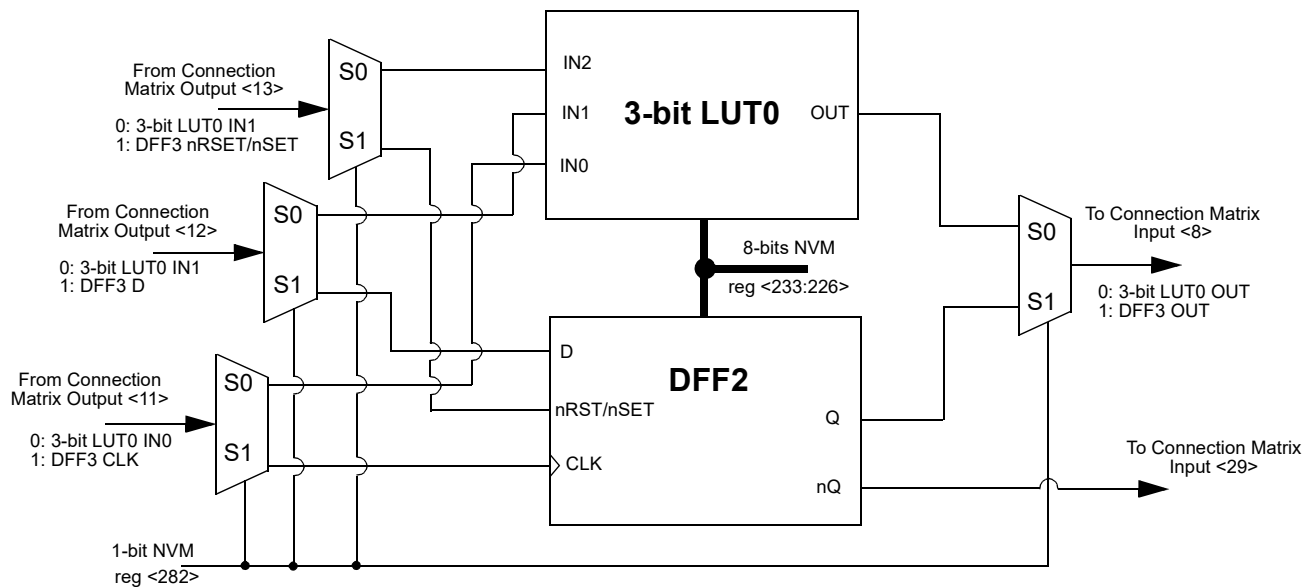 From Connection
Matrix Output <13>
0: 3-bit LUT0 IN1
1: DFF3 nRSET/nSET
S0
S1
From Connection
Matrix Output <12>
0: 3-bit LUT0 IN1
1: DFF3 D
S0
S1
From Connection
Matrix Output <11>
0: 3-bit LUT0 IN0
1: DFF3 CLK
S0
S1
1-bit NVM
reg <282>
IN2
IN1
IN0
3-bit LUT0
OUT
8-bits NVM
reg <233:226>
D
nRST/nSET
CLK
DFF2
Q
nQ
S0
S1
To Connection Matrix
Input <8>
0: 3-bit LUT0 OUT
1: DFF3 OUT
To Connection Matrix
Input <29>